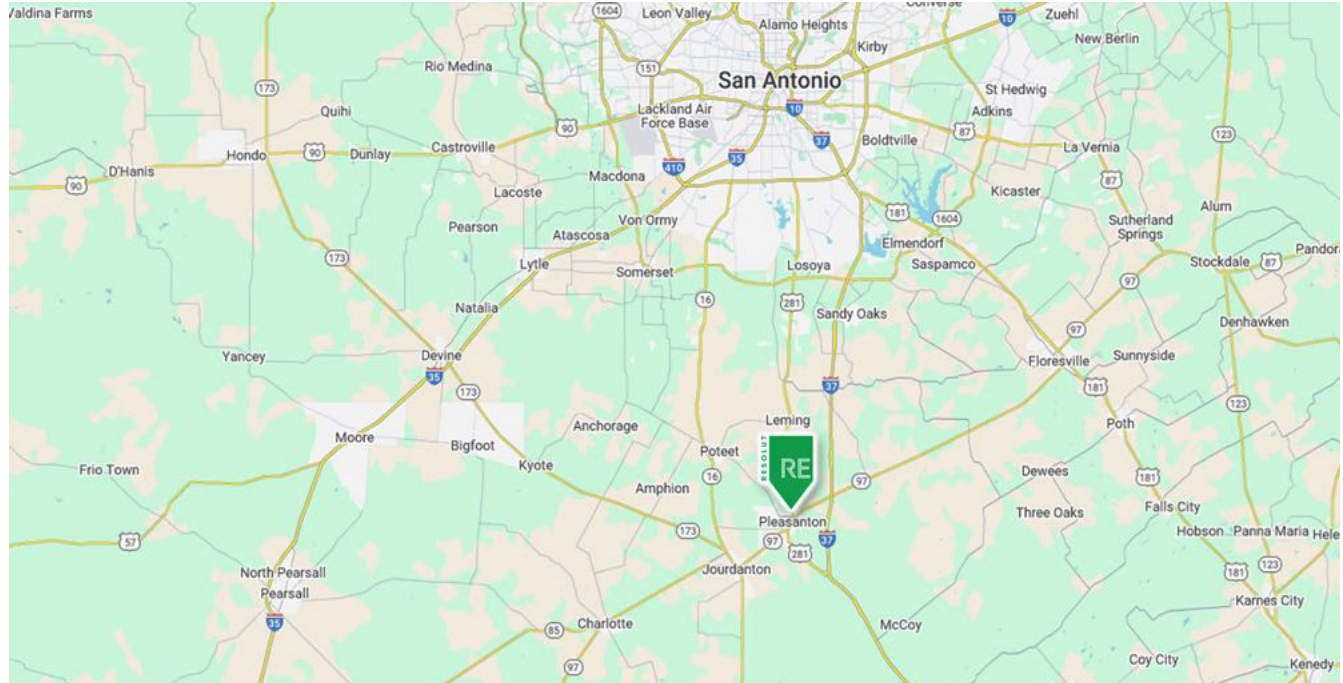 Valdina Farms
1604
Leon Valley
Alamo Heights
10
Zuehl
New Berlin
Kirby
Rio Medina
151
San Antonio
173
Quihi
Lackland Air
Force Base
10
St Hedwig
Adkins
90
Boldtville
87
123
Hondo
90
Dunlay
Castroville
35
37
La Vernia
D'Hanis
90
410
Macdona
87
Lacoste
Kicaster
181
1604
Alum
Von Ormy
Sutherland
Springs
Pearson
Atascosa
Elmendorf
173
Lytle
Somerset
Losoya
Saspamco
Stockdale
87
Pandora
97
Natalia
16
281
Sandy Oaks
Denhawken
97
Yancey
Devine
Floresville
Sunnyside
35
37
181
173
123
Leming
Moore
Bigfoot
Anchorage
Poth
Poteet
RESOLUT
RE
Frio Town
Kyote
16
97
Dewees
181
Amphion
Three Oaks
Falls City
Pleasanton
57
173
97
281
37
Hobson
Panna Maria
Hele
North Pearsall
Jourdanton
181
123
Pearsall
Karnes City
35
85
Charlotte
McCoy
97
Coy City
Kenedy